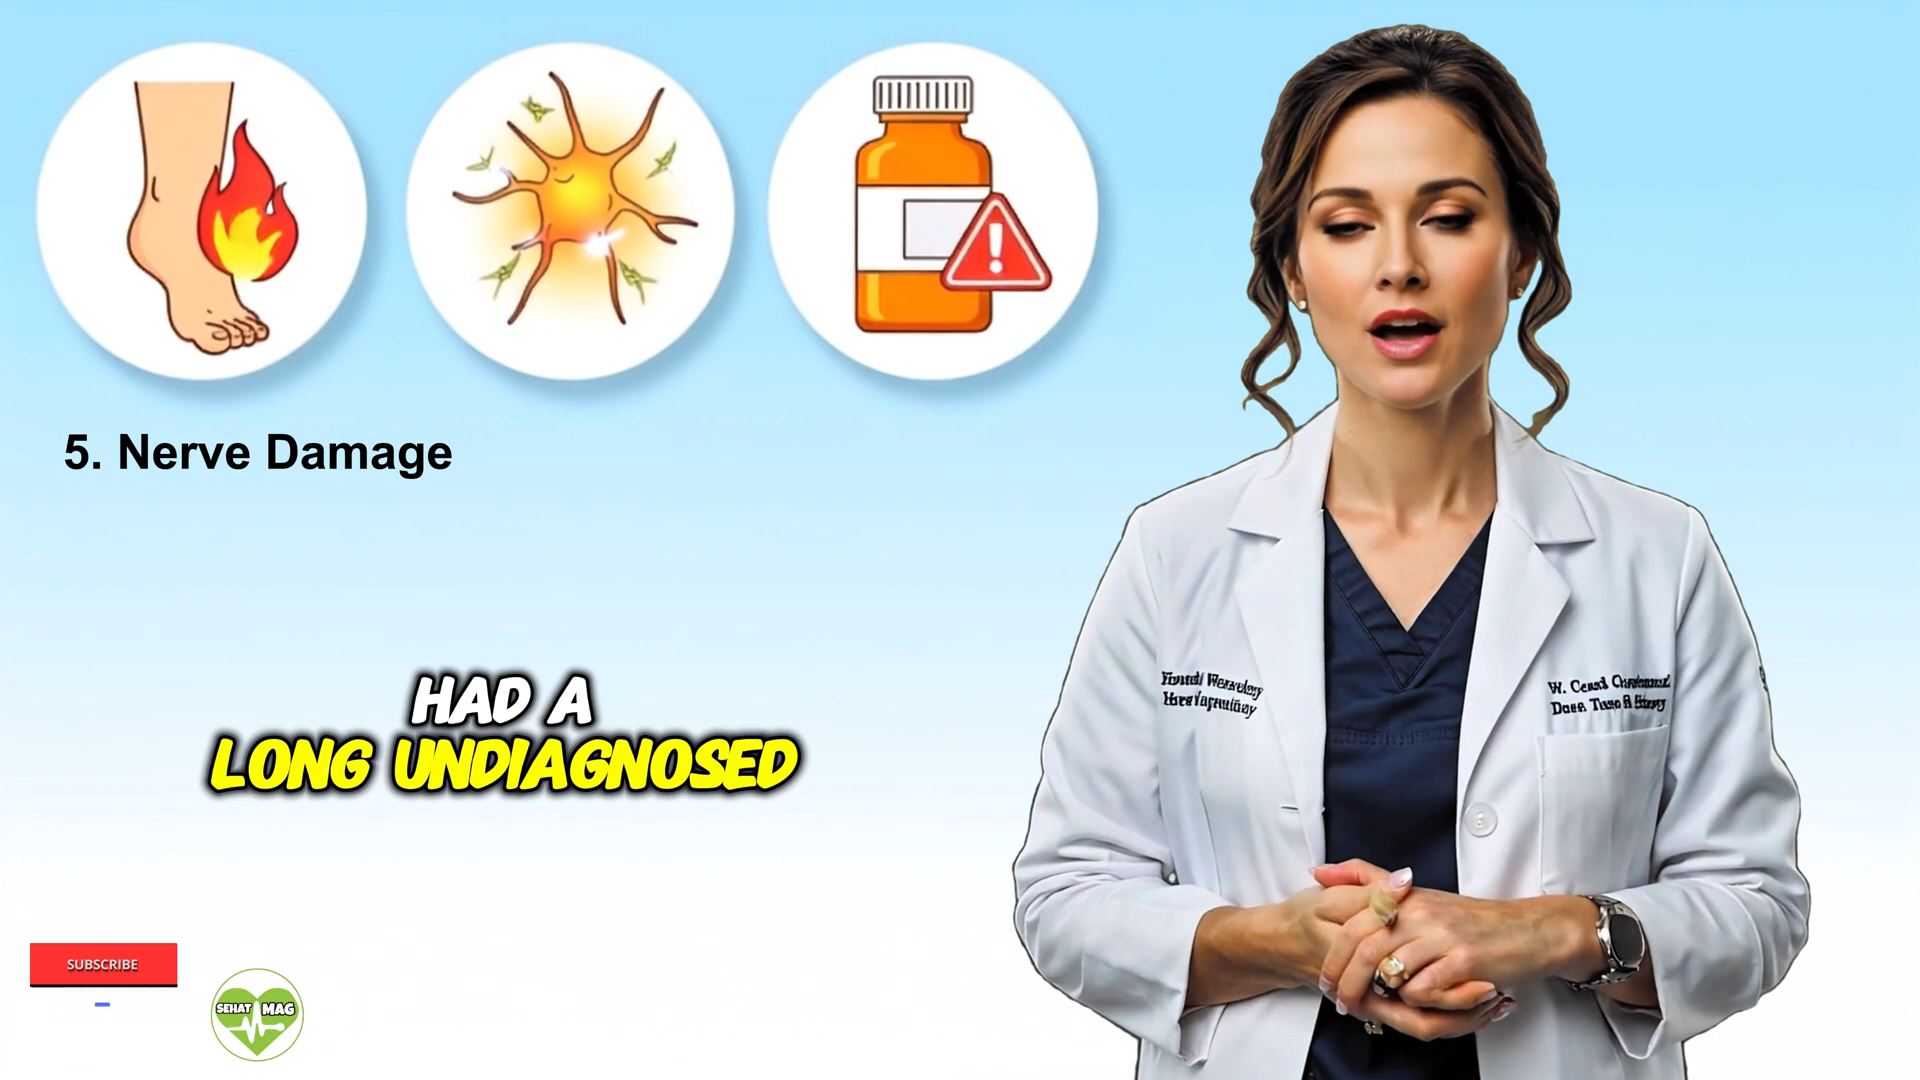 5. Nerve Damage
HAD A
LONG UNDIAGNOSED
SUBSCRIBE
SEHAT MAG